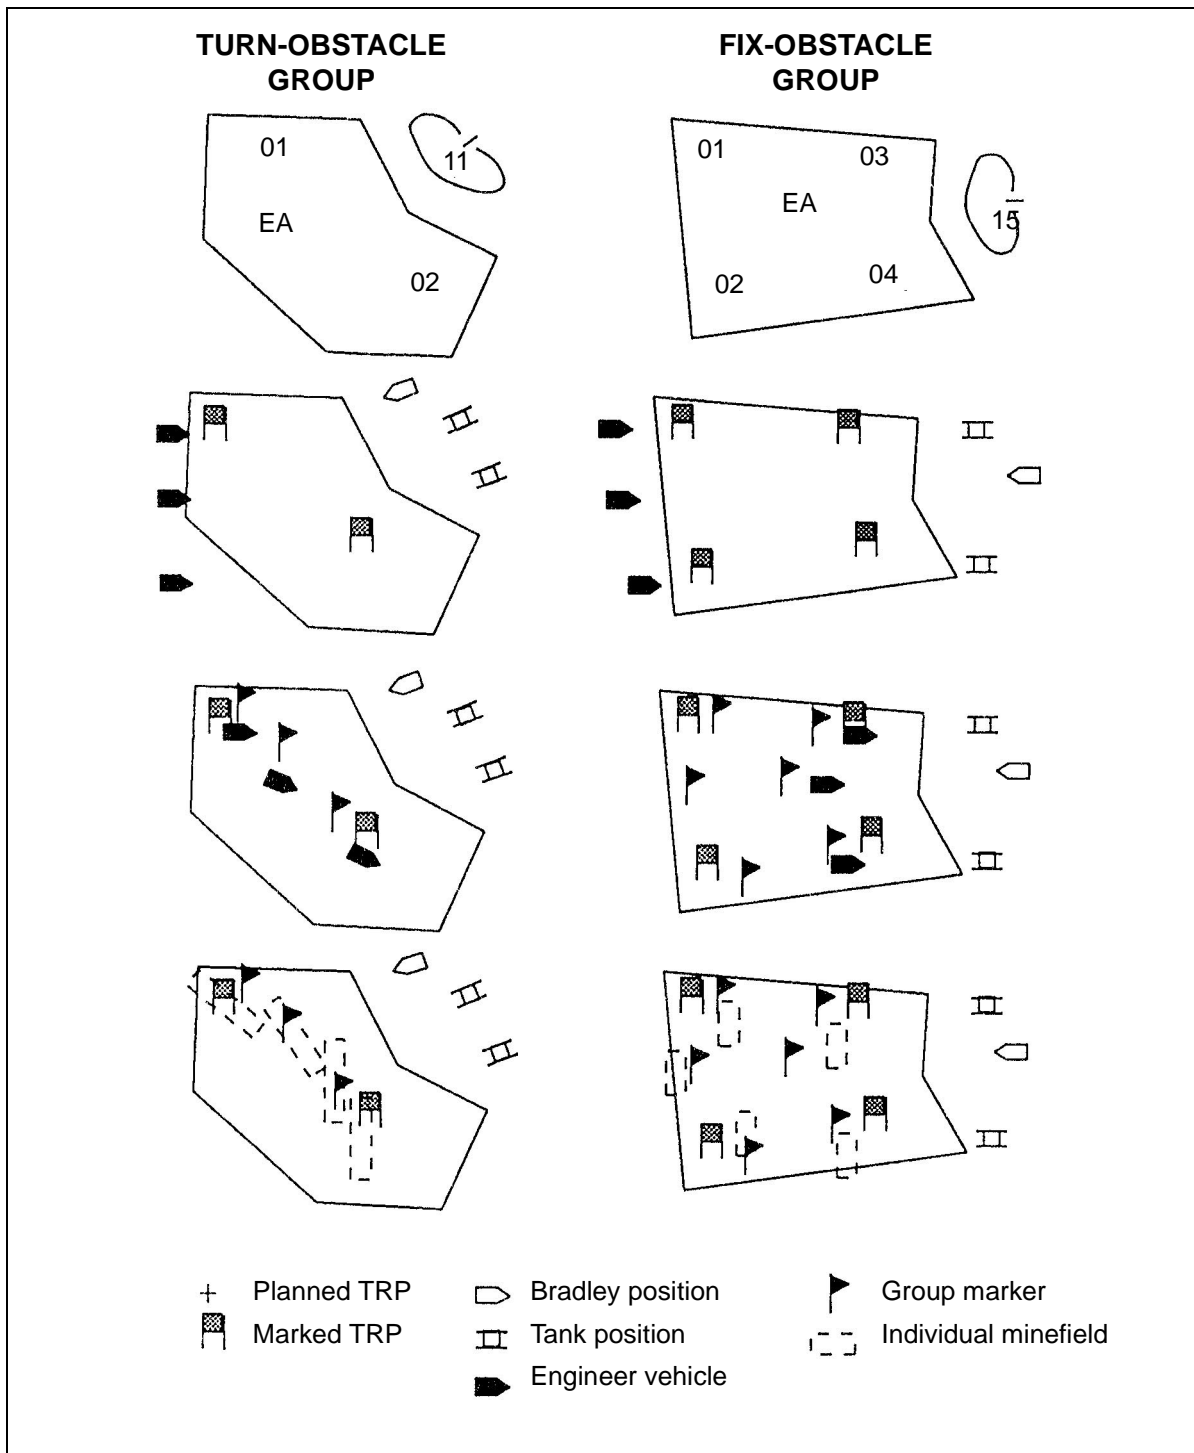 TURN-OBSTACLE
GROUP
FIX-OBSTACLE
GROUP
01
11
EA
02
01
03
EA
15
02
04
Planned TRP
Bradley position
Group marker
Marked TRP
Tank position
Individual minefield
Engineer vehicle